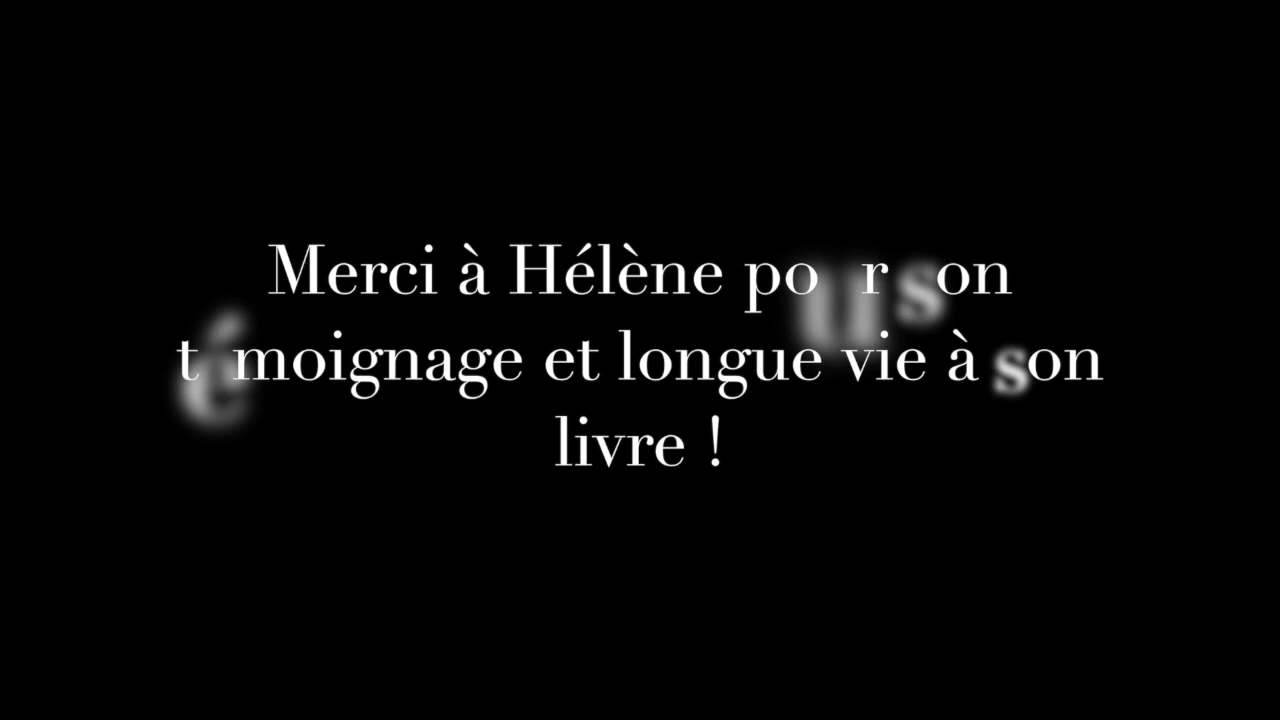 Merci à Hélène pour son
témoignage et longue vie à son
livre !